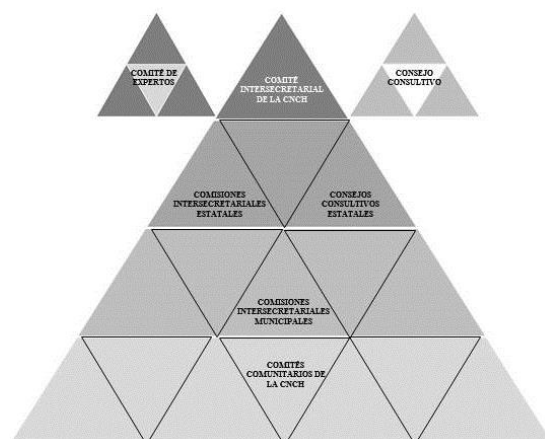 COMITÉ DE
EXPERTOS
COMITÉ
INTERSECRETARIAL
DE LA CNCH
CONSEJO
CONSULTIVO
COMISIONES
INTERSECRETARIALES
ESTATALES
CONSEJOS
CONSULTIVOS
ESTATALES
COMISIONES
INTERSECRETARIALES
MUNICIPALES
COMITÉS
COMUNITARIOS DE
LA CNCH